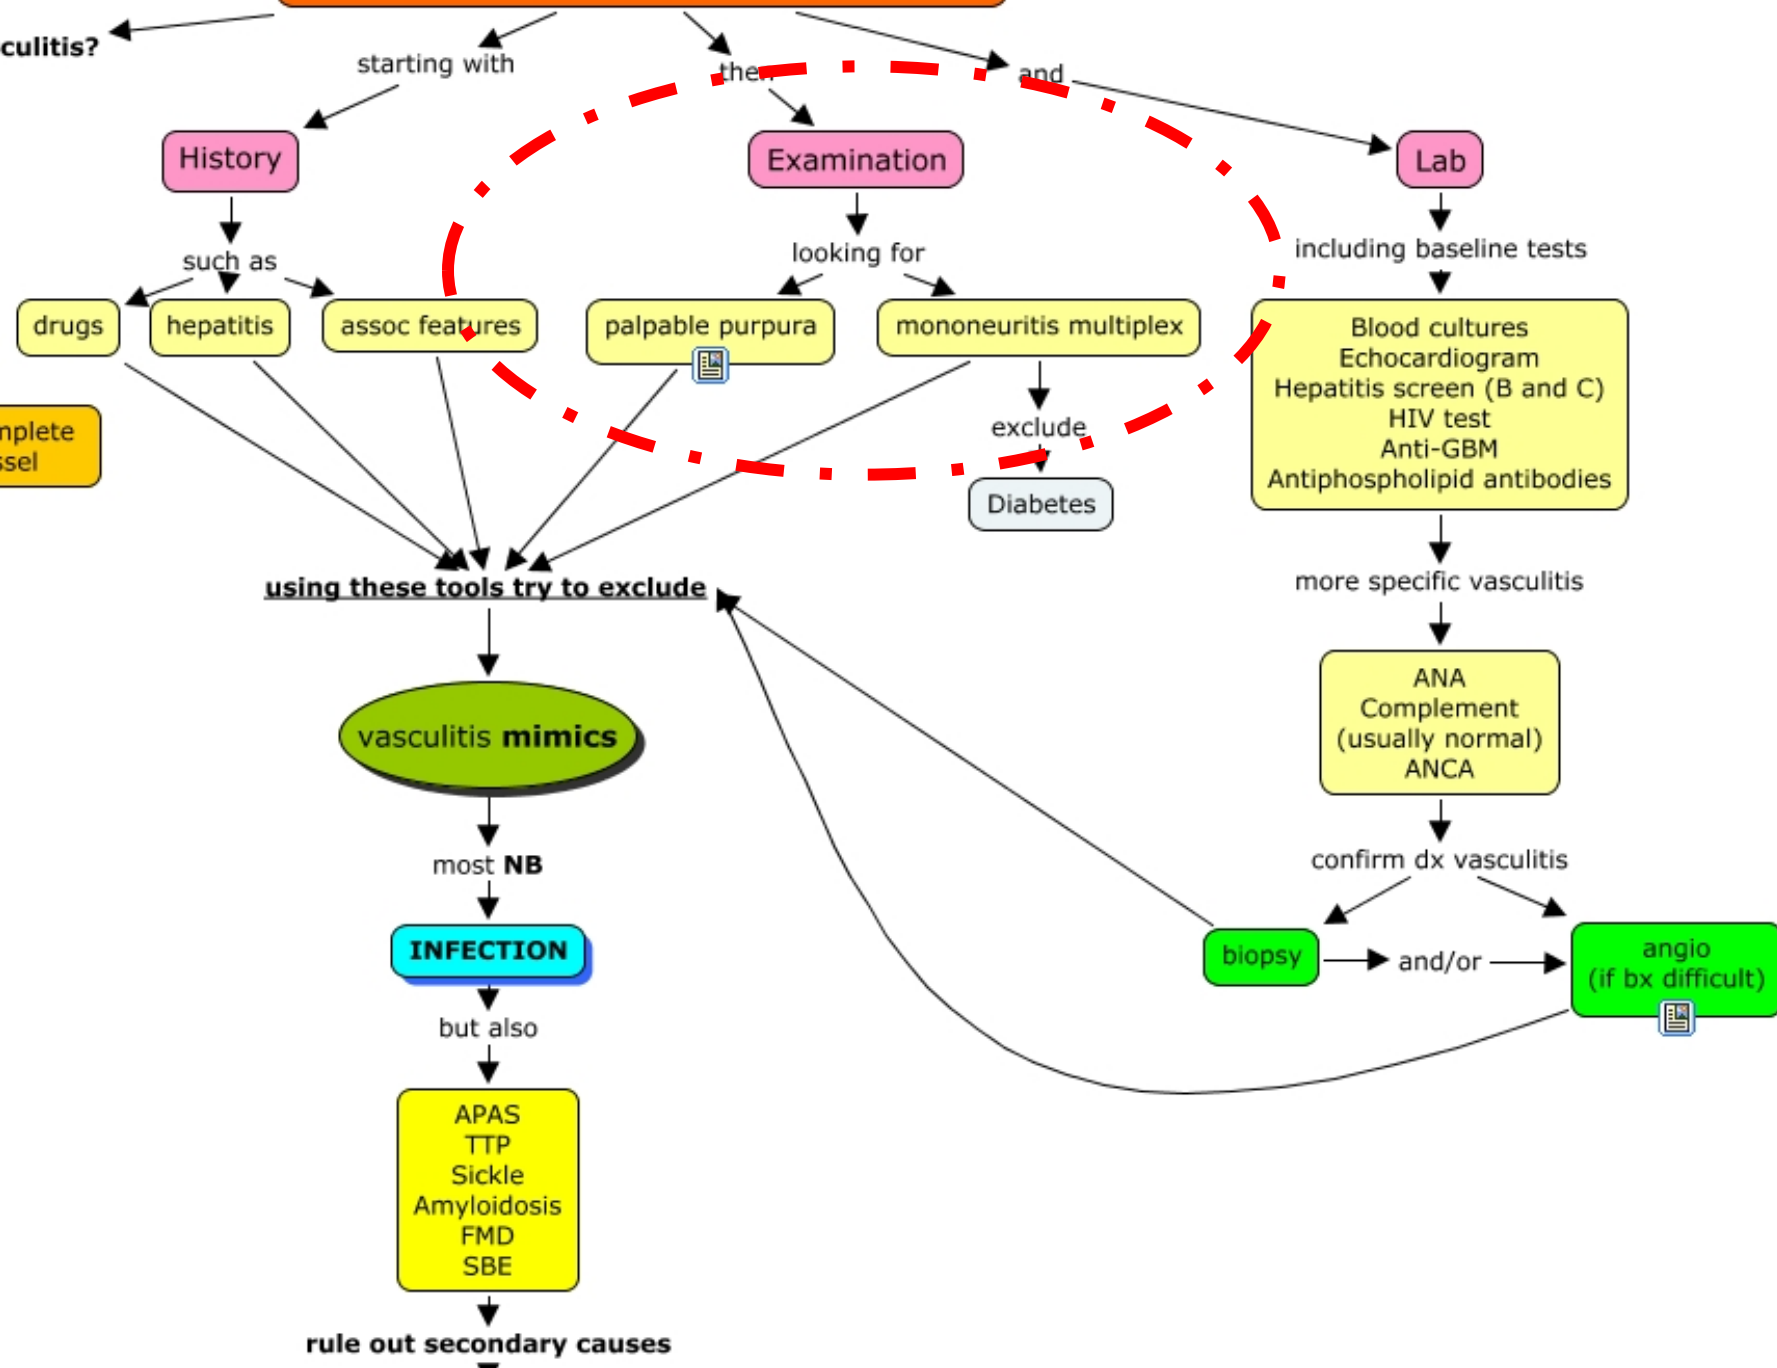 culitis?
starting with
then
and
History
Examination
Lab
such as
looking for
including baseline tests
drugs
hepatitis
assoc features
palpable purpura
mononeuritis multiplex
Blood cultures
Echocardiogram
Hepatitis screen (B and C)
HIV test
Anti-GBM
Antiphospholipid antibodies
mplete
ssel
exclude
Diabetes
using these tools try to exclude
more specific vasculitis
ANA
Complement
(usually normal)
ANCA
vasculitis mimics
most NB
confirm dx vasculitis
INFECTION
biopsy
and/or
angio
(if bx difficult)
but also
APAS
TTP
Sickle
Amyloidosis
FMD
SBE
rule out secondary causes